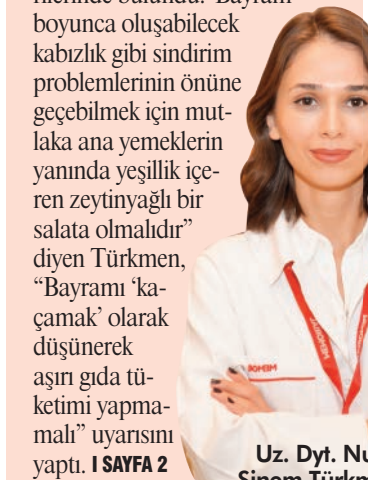 bulundu. "Bayram
boyunca oluşabilecek
kabızlık gibi sindirim
problemlerinin önüne
geçebilmek için mut-
laka ana yemeklerin
yanında yeşillik içe-
ren zeytinyağlı bir
salata olmalıdır"
diyen Türkmen,
"Bayramı 'ka-
çamak' olarak
düşünerek
aşırı gıda tü-
ketimi yapma-
malı" uyarısını
yaptı. I SAYFA 2
Uz. Dyt. Nu
Sinem Türkm